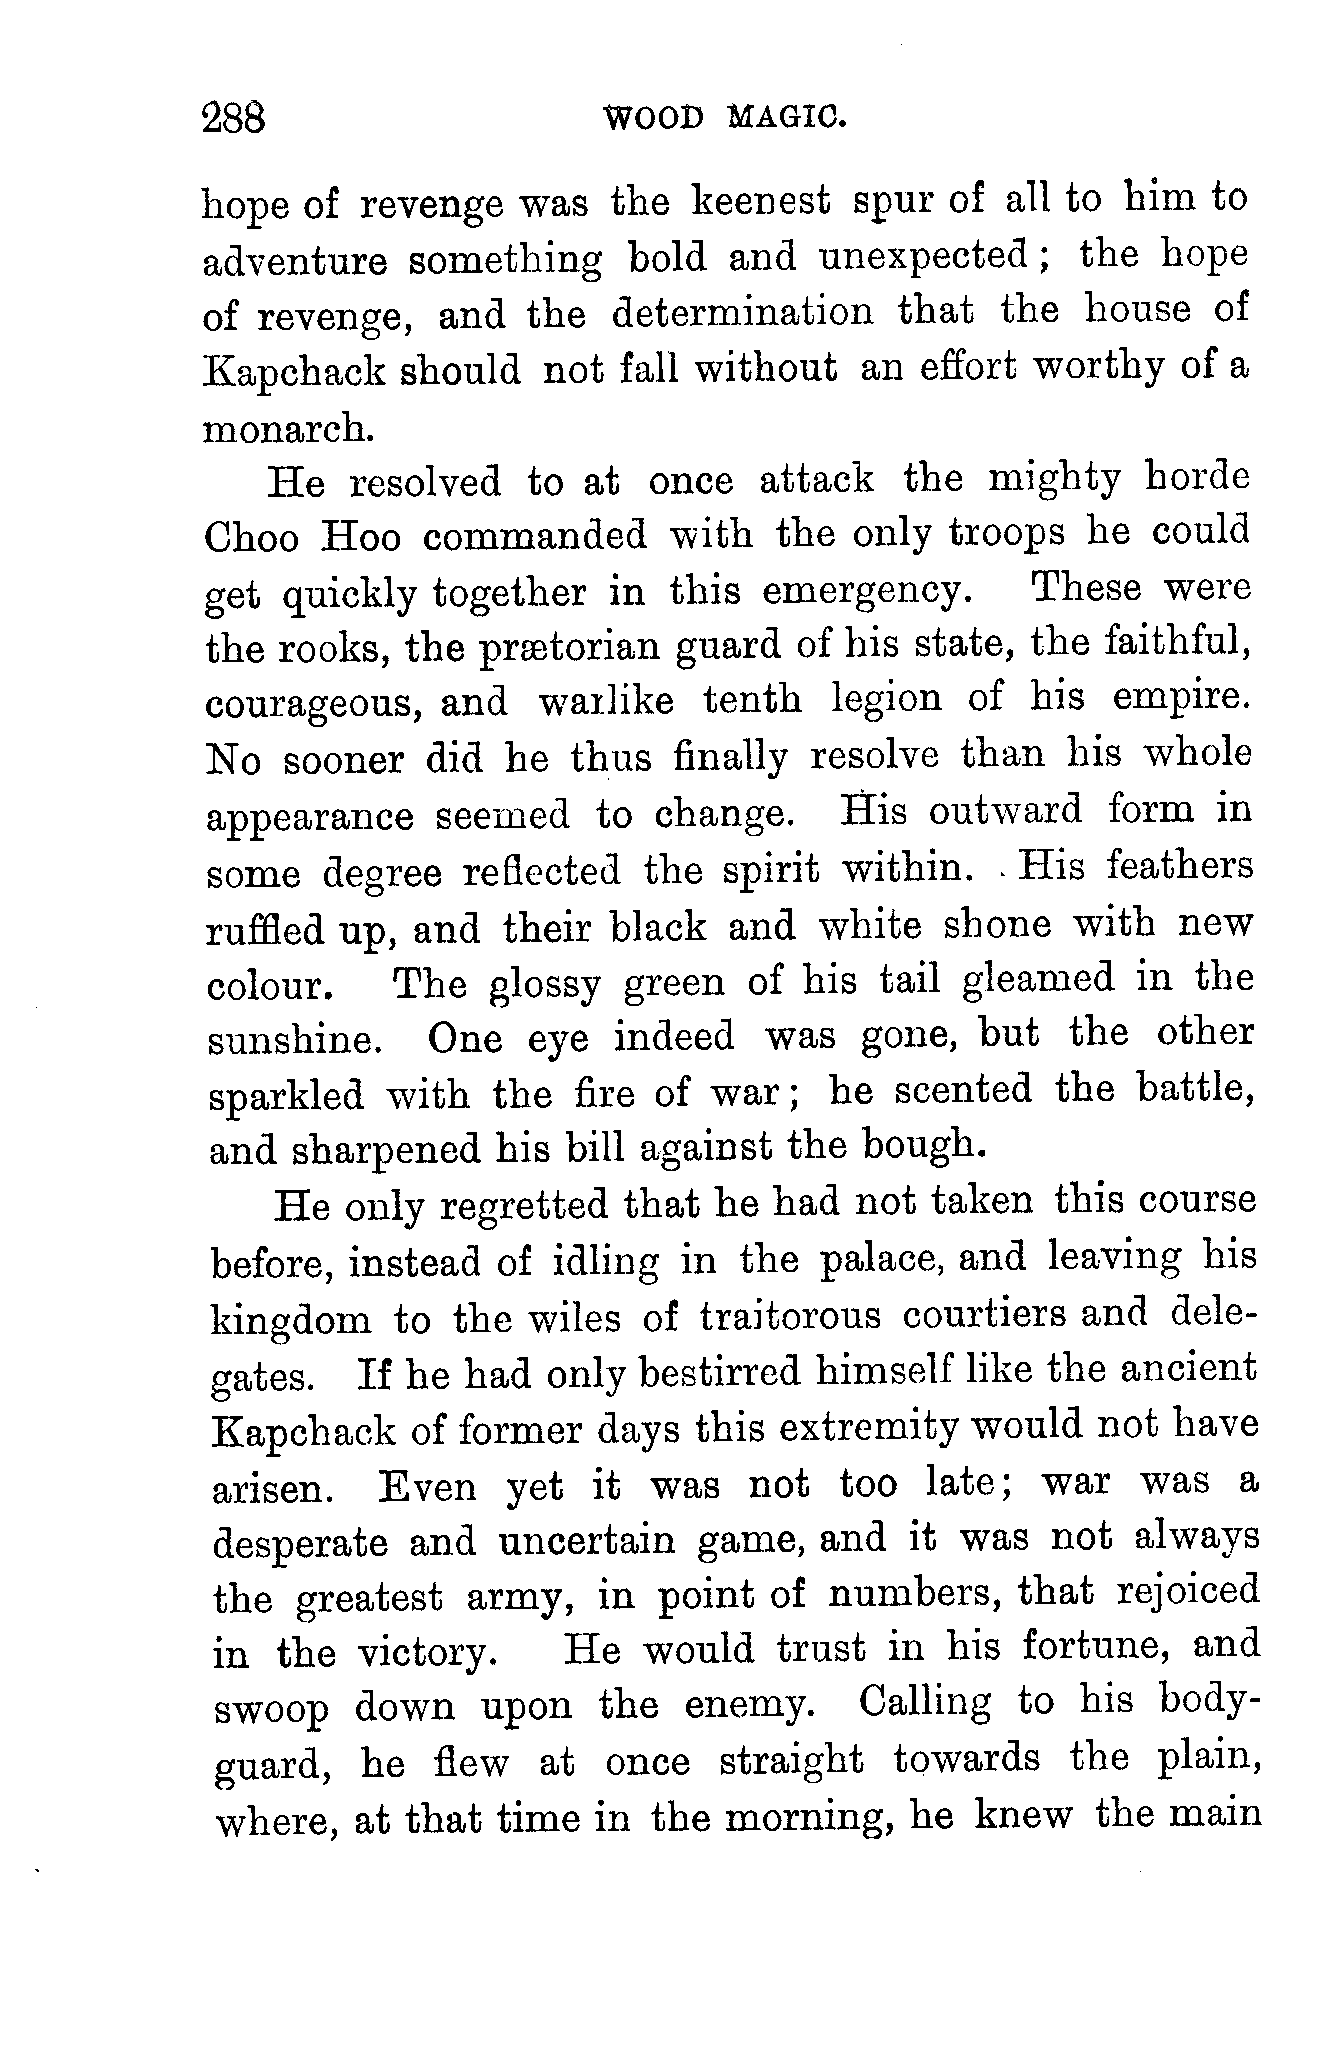 288 WOOD MAGIC.
hope of revenge was the keenest spur of all to him to
adventure something bold and unexpected; the hope
of revenge, and the determination that the house of
Kapchack should not fall without an effort worthy of a
monarch.
He resolved to at once attack the mighty horde
Choo Hoo commanded with the only troops he could
get quickly together in this emergency. These were
the rooks, the prætorian guard of his state, the faithful,
courageous, and warlike tenth legion of his empire.
No sooner did he thus finally resolve than his whole
appearance seemed to change. His outward form in
some degree reflected the spirit within. His feathers
ruffled up, and their black and white shone with new
colour. The glossy green of his tail gleamed in the
sunshine. One eye indeed was gone, but the other
sparkled with the fire of war; he scented the battle,
and sharpened his bill against the bough.
He only regretted that he had not taken this course
before, instead of idling in the palace, and leaving his
kingdom to the wiles of traitorous courtiers and dele-
gates. If he had only bestirred himself like the ancient
Kapchack of former days this extremity would not have
arisen. Even yet it was not too late; war was a
desperate and uncertain game, and it was not always
the greatest army, in point of numbers, that rejoiced
in the victory. He would trust in his fortune, and
swoop down upon the enemy. Calling to his body-
guard, he flew at once straight towards the plain,
where, at that time in the morning, he knew the main